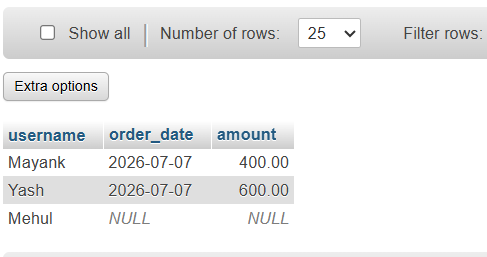 Show all Number of rows: 25 Filter rows:
Extra options
username order_date amount
Mayank 2026-07-07 400.00
Yash 2026-07-07 600.00
Mehul NULL NULL